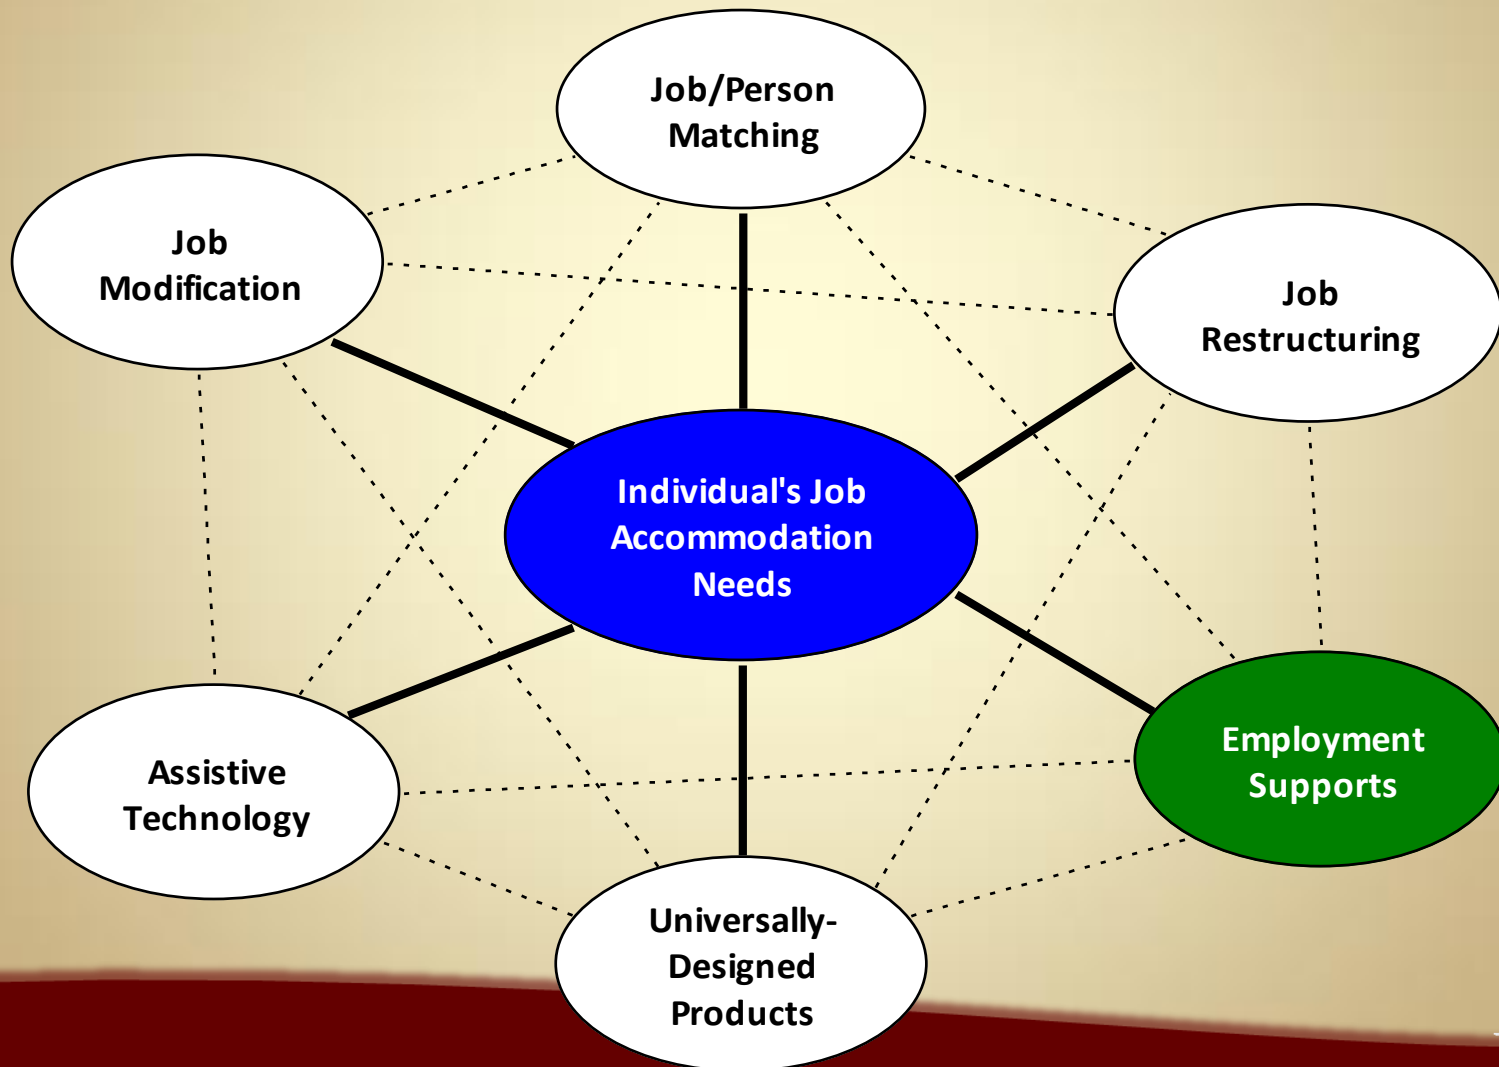 Job/Person
Matching
Job
Modification
Job
Restructuring
Individual's Job
Accommodation
Needs
Employment
Supports
Assistive
Technology
Universally-
Designed
Products